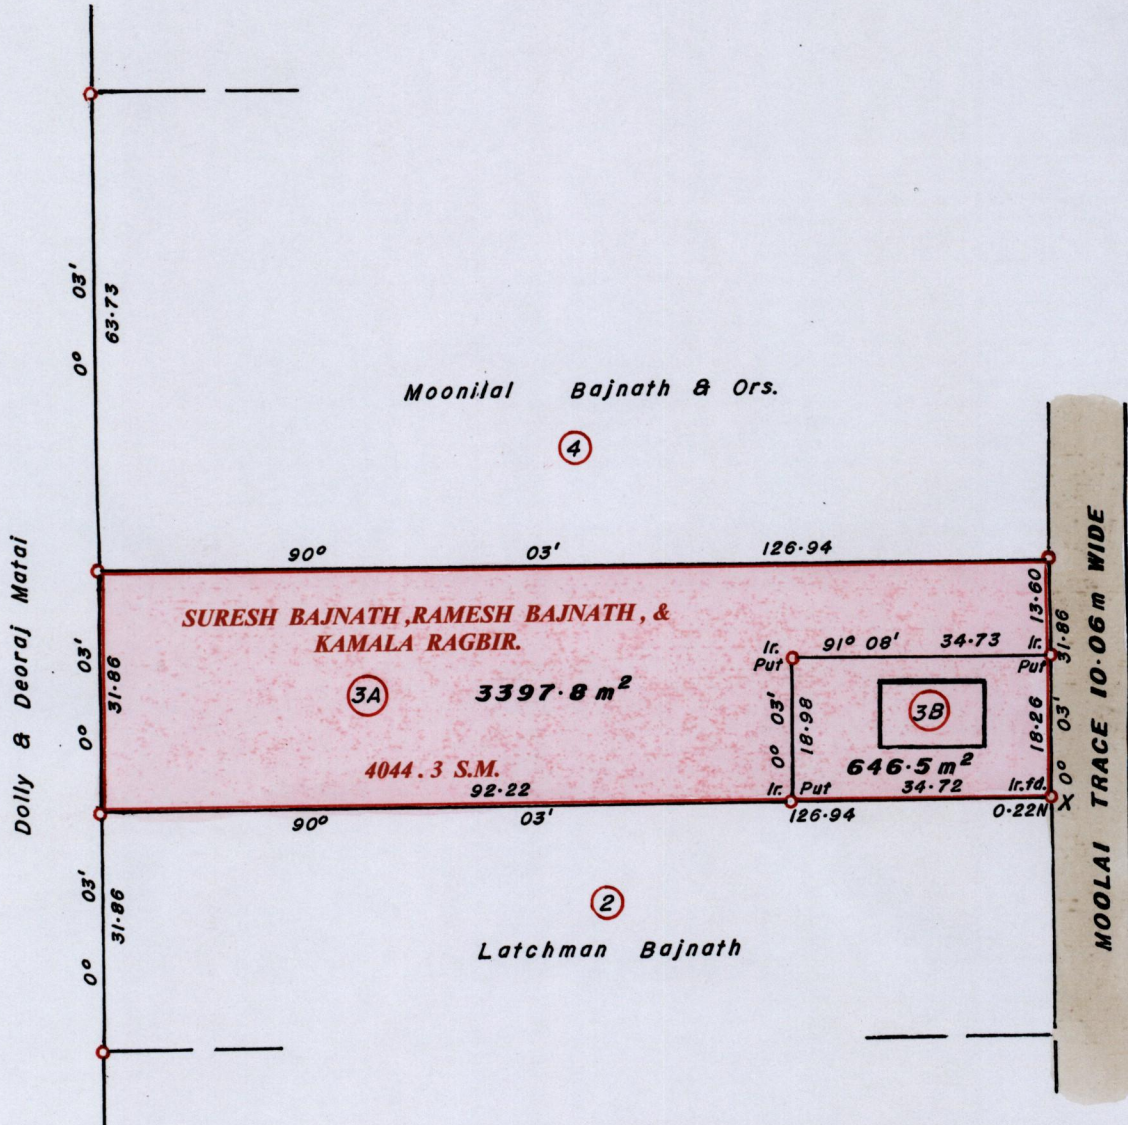 0° 03'
63·73
Moonilal Bajnath & Ors.
4
90° 03' 126·94
SURESH BAJNATH ,RAMESH BAJNATH , &
KAMALA RAGBIR.
3A
3397·8 m²
4044 . 3 S.M.
92·22
90° 03' 126·94
Ir.
Put
91° 08' 34·73
Ir.
Put
13·60
31·86
0° 03'
18·98
0° 03'
3B
646·5 m²
34·72
18·26
Ir. Put
Ir.fd.
X
0·22N
0° 03'
31·86
Dolly & Deoraj Matai
MOOLAI TRACE 10·06m WIDE
0° 03'
31·86
2
Latchman Bajnath